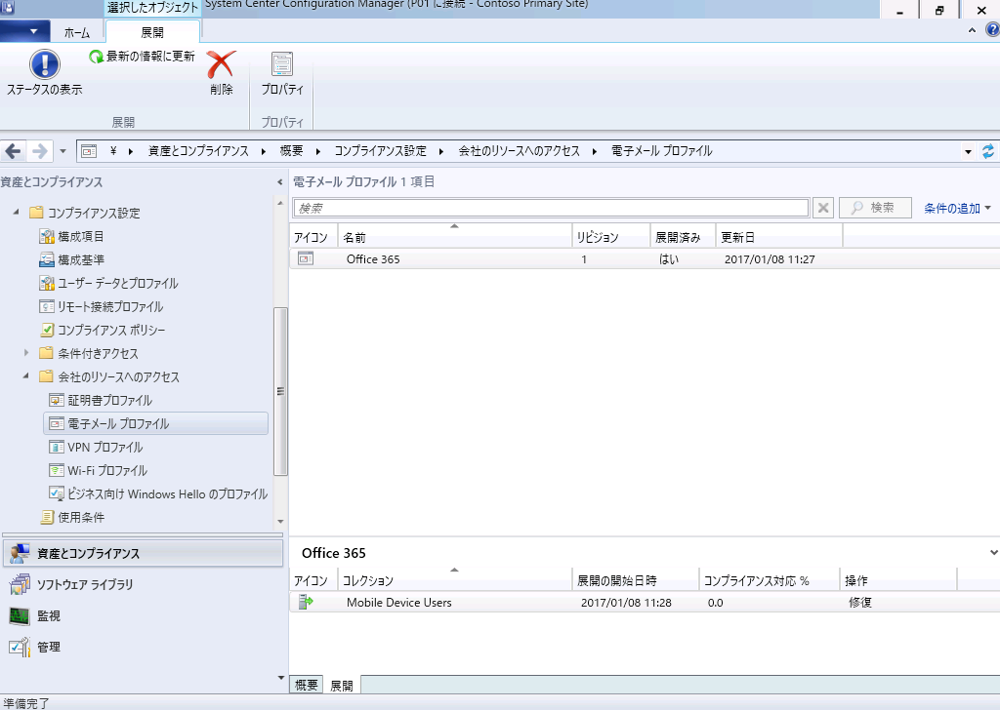 選択したオブジェクト
System Center Configuration Manager (P01 に接続 - Contoso Primary Site)
ホーム
展開
ステータスの表示
最新の情報に更新
削除
プロパティ
展開
プロパティ
¥ 資産とコンプライアンス 概要 コンプライアンス設定 会社のリソースへのアクセス 電子メール プロファイル
資産とコンプライアンス
コンプライアンス設定
構成項目
構成基準
ユーザー データとプロファイル
リモート接続プロファイル
コンプライアンス ポリシー
条件付きアクセス
会社のリソースへのアクセス
証明書プロファイル
電子メール プロファイル
VPN プロファイル
Wi-Fi プロファイル
ビジネス向け Windows Hello のプロファイル
使用条件
資産とコンプライアンス
ソフトウェア ライブラリ
監視
管理
電子メール プロファイル 1 項目
検索
検索
条件の追加
アイコン 名前 リビジョン 展開済み 更新日
Office 365 1 はい 2017/01/08 11:27
Office 365
アイコン コレクション 展開の開始日時 コンプライアンス対応 % 操作
Mobile Device Users 2017/01/08 11:28 0.0 修復
概要 展開
準備完了